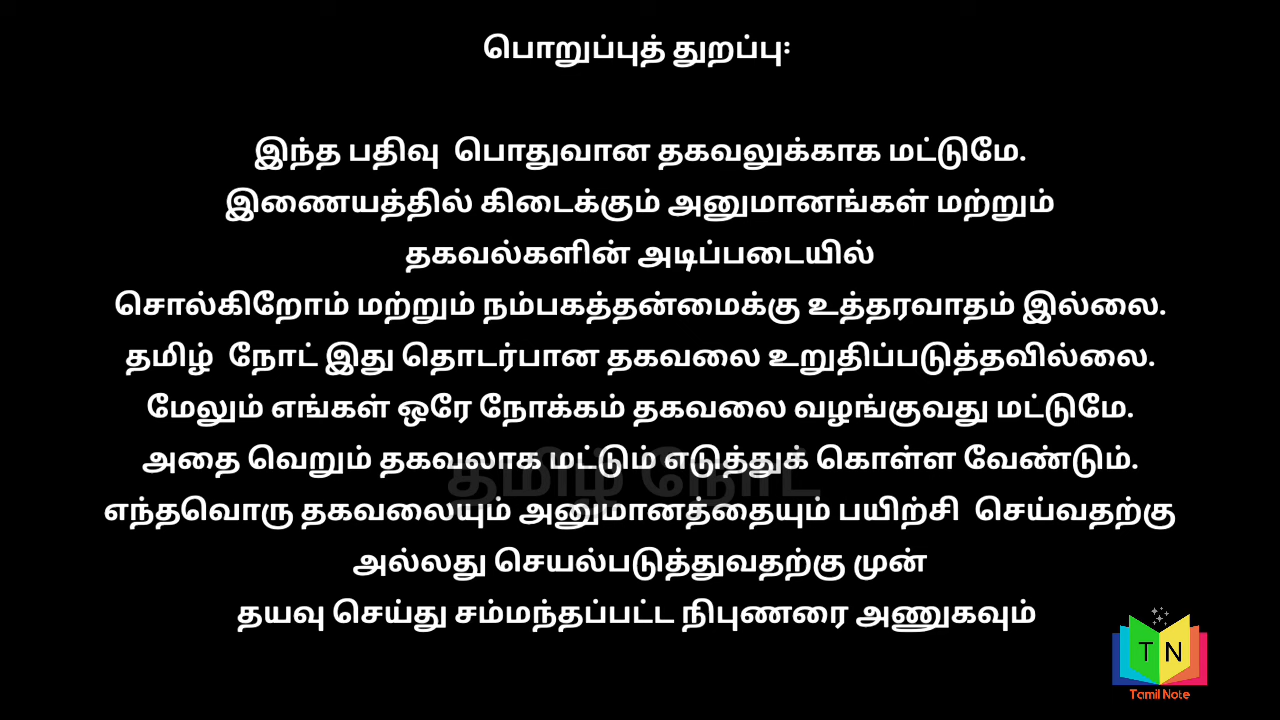 பொறுப்புத் துறப்பு:
இந்த பதிவு பொதுவான தகவலுக்காக மட்டுமே.
இணையத்தில் கிடைக்கும் அனுமானங்கள் மற்றும்
தகவல்களின் அடிப்படையில்
சொல்கிறோம் மற்றும் நம்பகத்தன்மைக்கு உத்தரவாதம் இல்லை.
தமிழ் நோட் இது தொடர்பான தகவலை உறுதிப்படுத்தவில்லை.
மேலும் எங்கள் ஒரே நோக்கம் தகவலை வழங்குவது மட்டுமே.
அதை வெறும் தகவலாக மட்டும் எடுத்துக் கொள்ள வேண்டும்.
தமிழ் நோட்
எந்தவொரு தகவலையும் அனுமானத்தையும் பயிற்சி செய்வதற்கு
அல்லது செயல்படுத்துவதற்கு முன்
தயவு செய்து சம்மந்தப்பட்ட நிபுணரை அணுகவும்
T N
Tamil Note